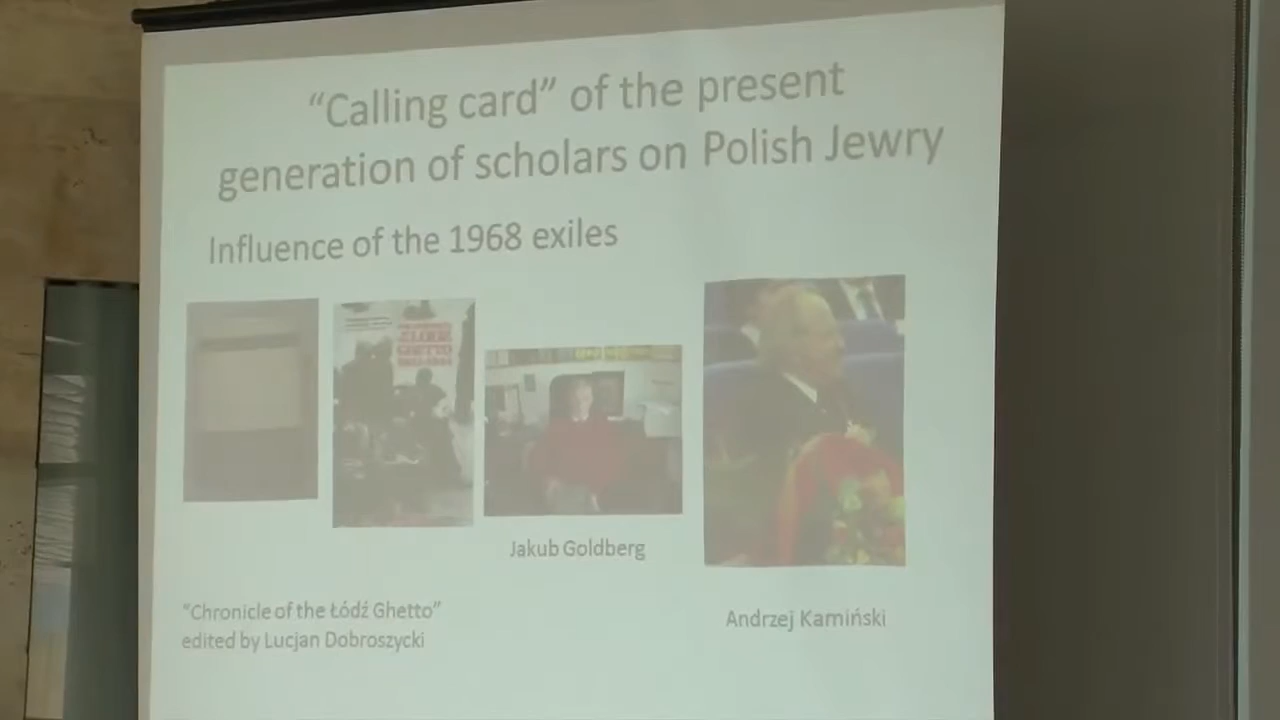 “Calling card” of the present
generation of scholars on Polish Jewry
Influence of the 1968 exiles
Jakub Goldberg
“Chronicle of the Łódź Ghetto”
edited by Lucjan Dobroszycki
Andrzej Kamiński